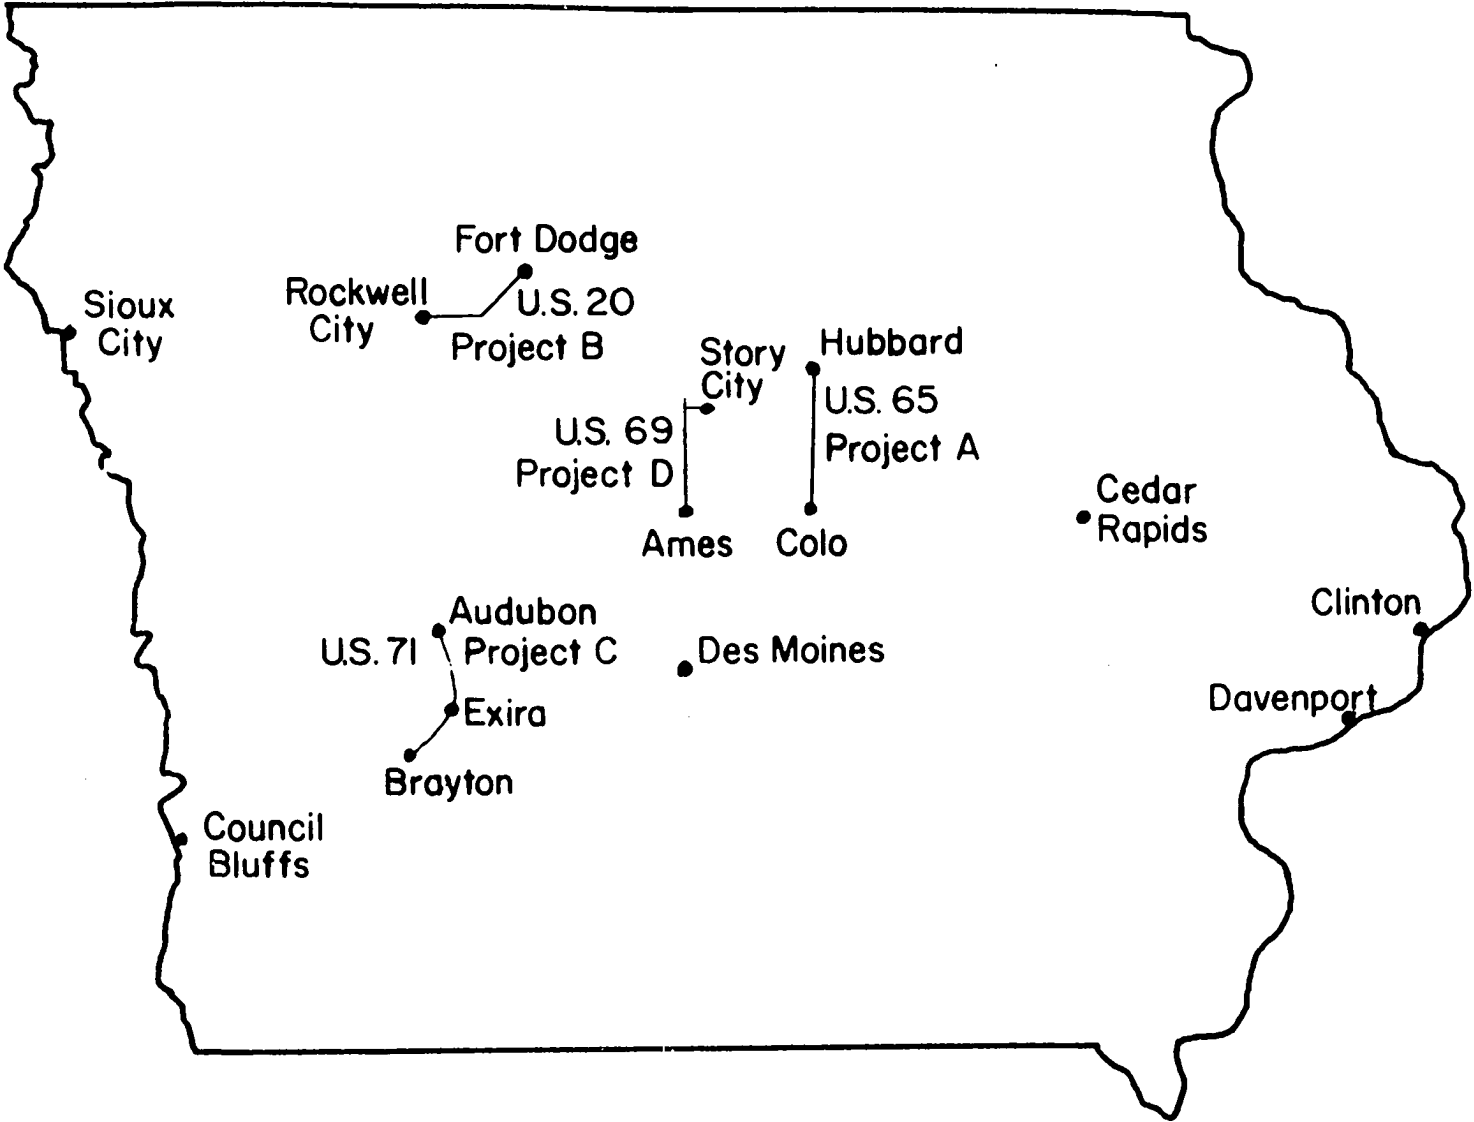 Fort Dodge
Rockwell
City
U.S. 20
Project B
Sioux
City
Story
City
Hubbard
U.S. 65
Project A
U.S. 69
Project D
Ames
Colo
Cedar
Rapids
Audubon
U.S. 71
Project C
Exira
Brayton
Des Moines
Clinton
Davenport
Council
Bluffs